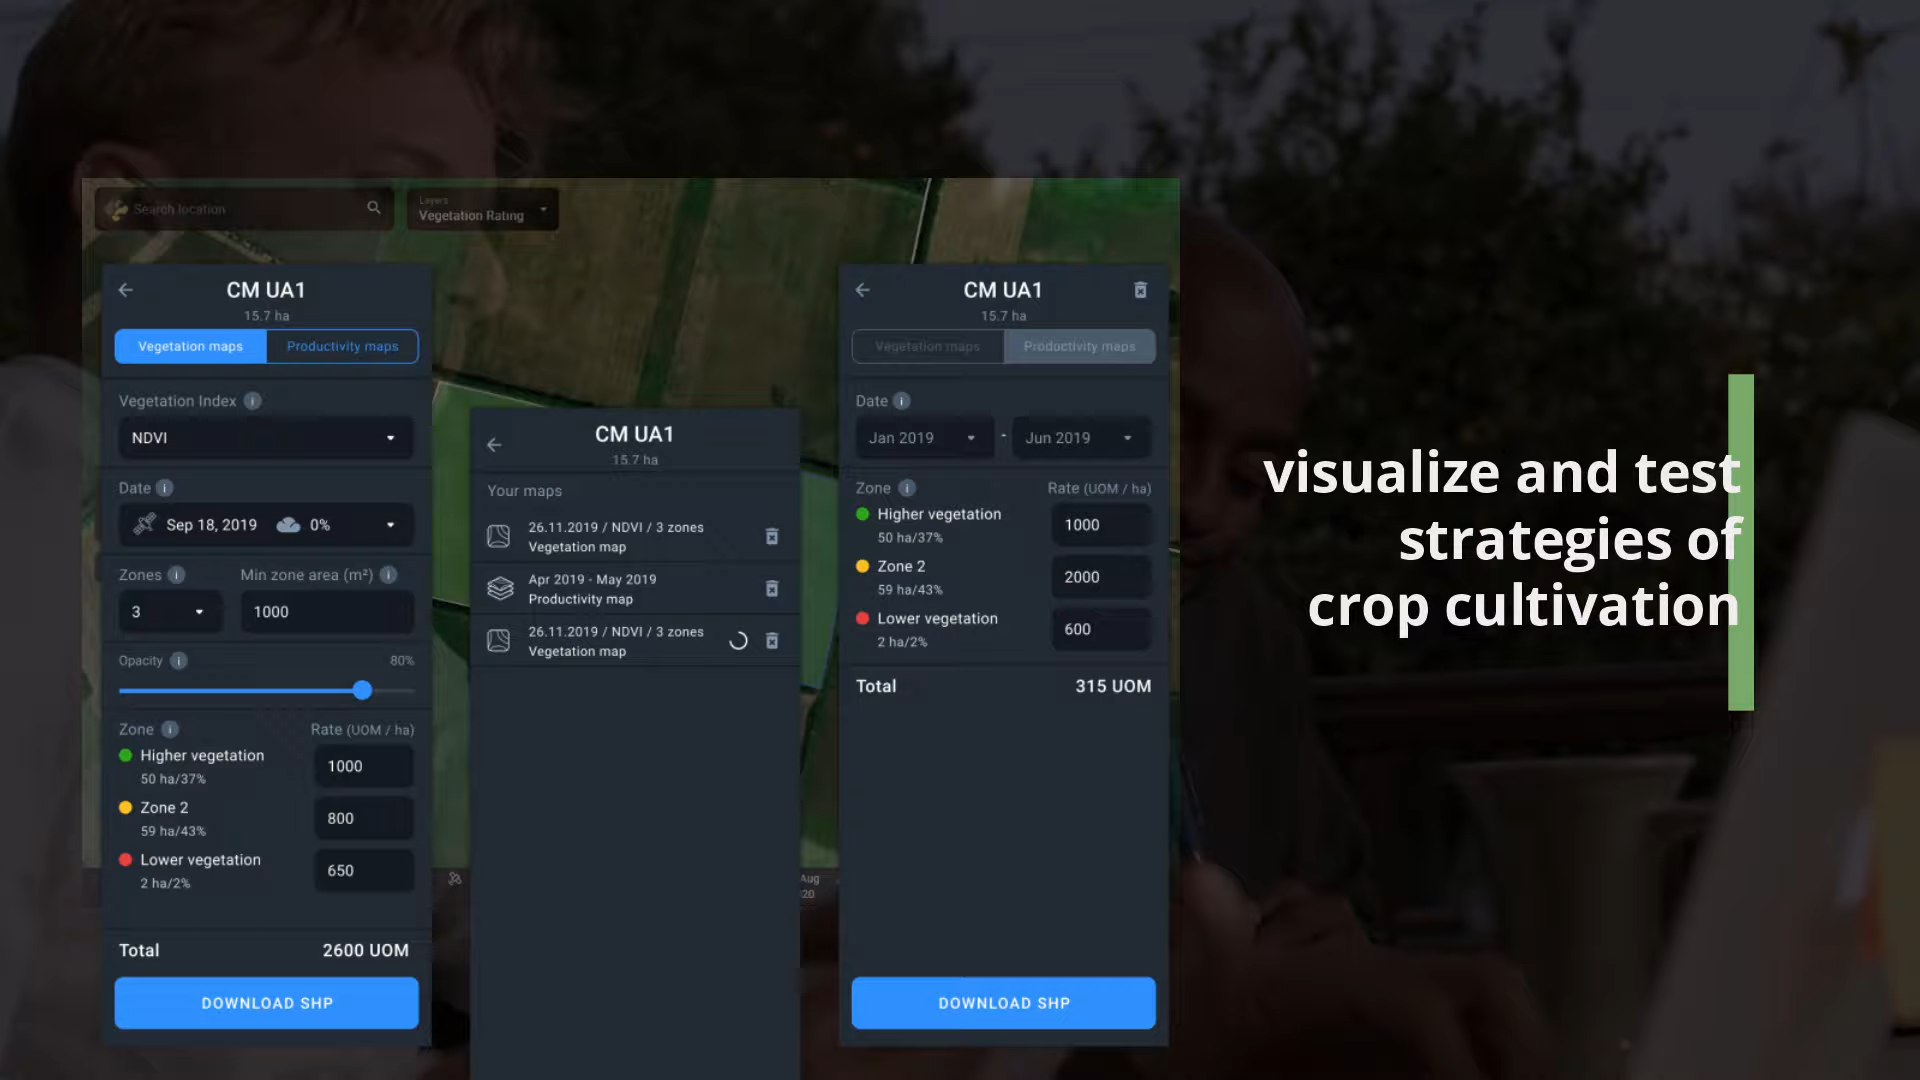 Search location
Layers
Vegetation Rating
CM UA1
15.7 ha
Vegetation maps
Productivity maps
Vegetation Index
NDVI
Date
Sep 18, 2019
0%
Zones
Min zone area (m²)
3
1000
Opacity
80%
Zone
Rate (UOM / ha)
Higher vegetation
50 ha/37%
1000
Zone 2
59 ha/43%
800
Lower vegetation
2 ha/2%
650
Total
2600 UOM
DOWNLOAD SHP
CM UA1
15.7 ha
Your maps
26.11.2019 / NDVI / 3 zones
Vegetation map
Apr 2019 - May 2019
Productivity map
26.11.2019 / NDVI / 3 zones
Vegetation map
Aug
20
CM UA1
15.7 ha
Vegetation maps
Productivity maps
Date
Jan 2019
-
Jun 2019
Zone
Rate (UOM / ha)
Higher vegetation
50 ha/37%
1000
Zone 2
59 ha/43%
2000
Lower vegetation
2 ha/2%
600
Total
315 UOM
DOWNLOAD SHP
visualize and test
strategies of
crop cultivation